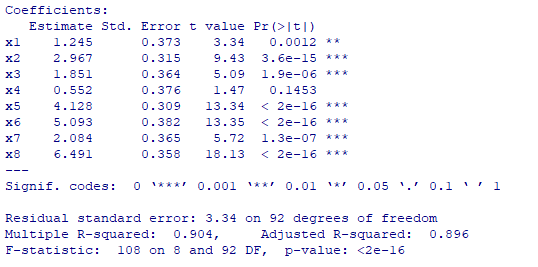 Coefficients:
   Estimate Std. Error t value Pr(>|t|)
x1    1.245      0.373    3.34   0.0012 **
x2    2.967      0.315    9.43  3.6e-15 ***
x3    1.851      0.364    5.09  1.9e-06 ***
x4    0.552      0.376    1.47   0.1453
x5    4.128      0.309   13.34  < 2e-16 ***
x6    5.093      0.382   13.35  < 2e-16 ***
x7    2.084      0.365    5.72  1.3e-07 ***
x8    6.491      0.358   18.13  < 2e-16 ***
---
Signif. codes:  0 ‘***’ 0.001 ‘**’ 0.01 ‘*’ 0.05 ‘.’ 0.1 ‘ ’ 1
Residual standard error: 3.34 on 92 degrees of freedom
Multiple R-squared:  0.904,     Adjusted R-squared:  0.896
F-statistic:  108 on 8 and 92 DF,  p-value: <2e-16